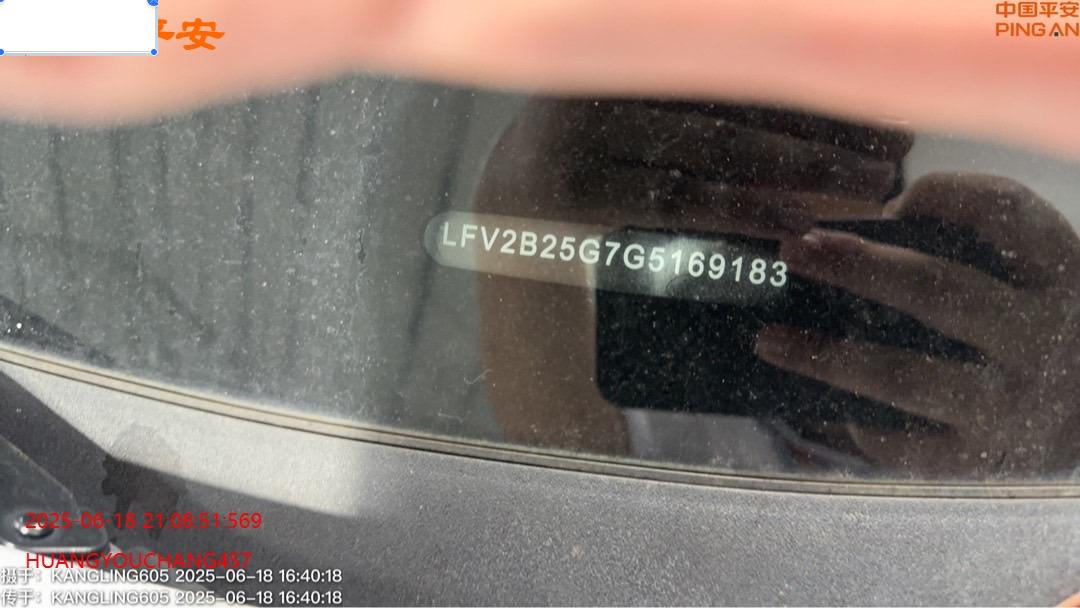 平安
中国平安
PING AN
LFV2B25G7G5169183
2025-06-18 21:08:51:569
HUANGYOUCHANG457
摄于: KANGLING605 2025-06-18 16:40:18
传于: KANGLING605 2025-06-18 16:40:18